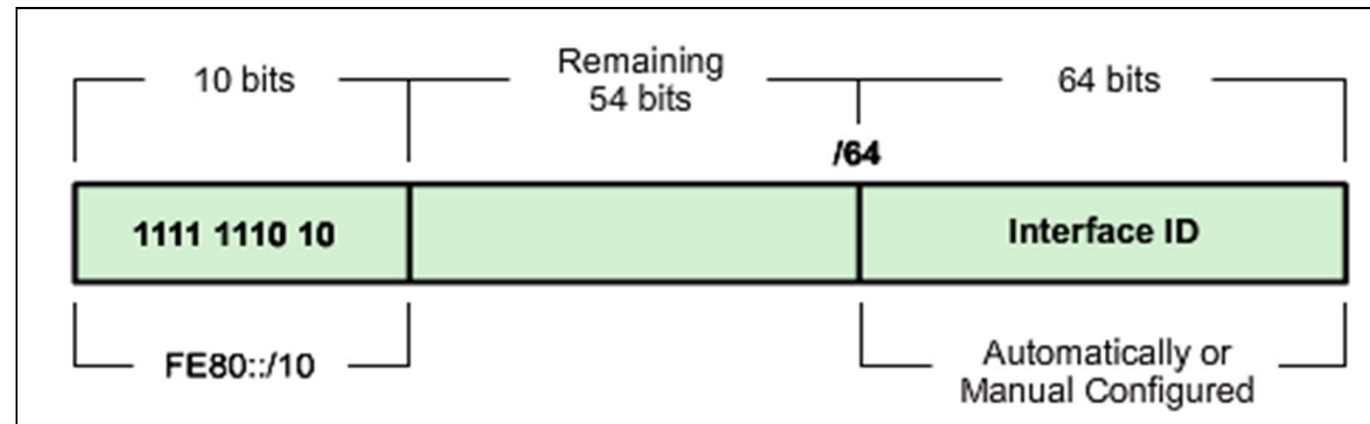 10 bits
Remaining
54 bits
64 bits
/64
1111 1110 10
Interface ID
FE80::/10
Automatically or
Manual Configured